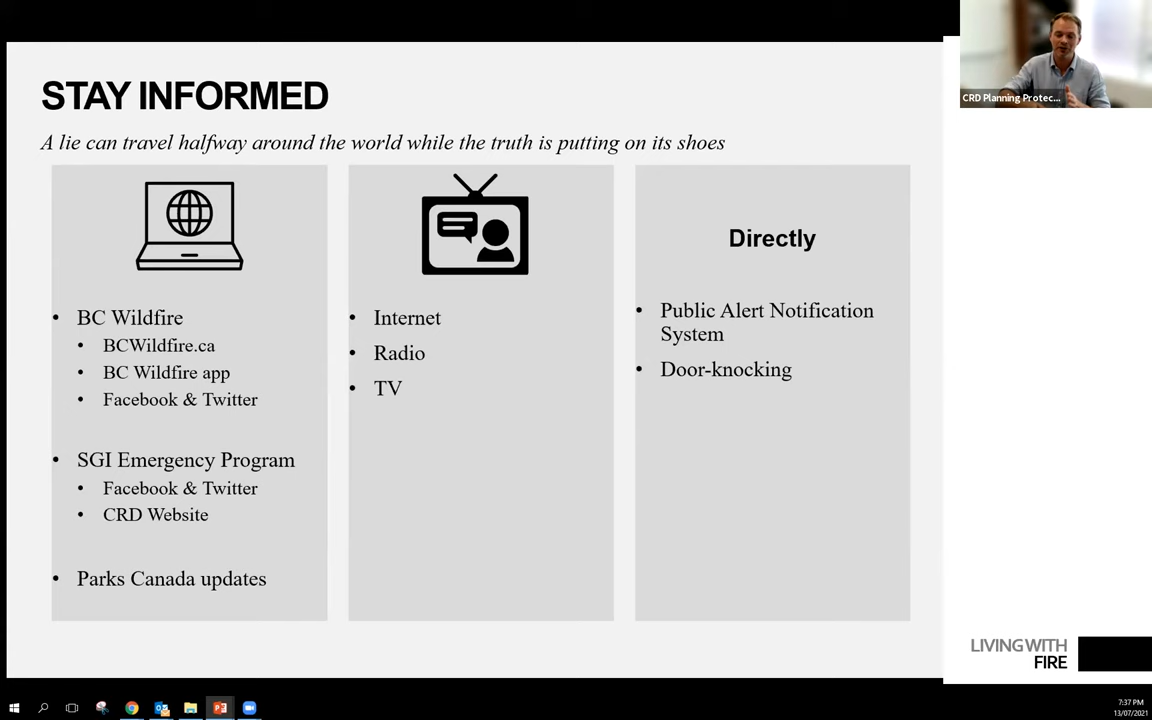 STAY INFORMED
A lie can travel halfway around the world while the truth is putting on its shoes
BC Wildfire
BCWildfire.ca
BC Wildfire app
Facebook & Twitter
SGI Emergency Program
Facebook & Twitter
CRD Website
Parks Canada updates
Internet
Radio
TV
Directly
Public Alert Notification
System
Door-knocking
CRD Planning Protec...
LIVING WITH
FIRE
7:37 PM
13/07/2021